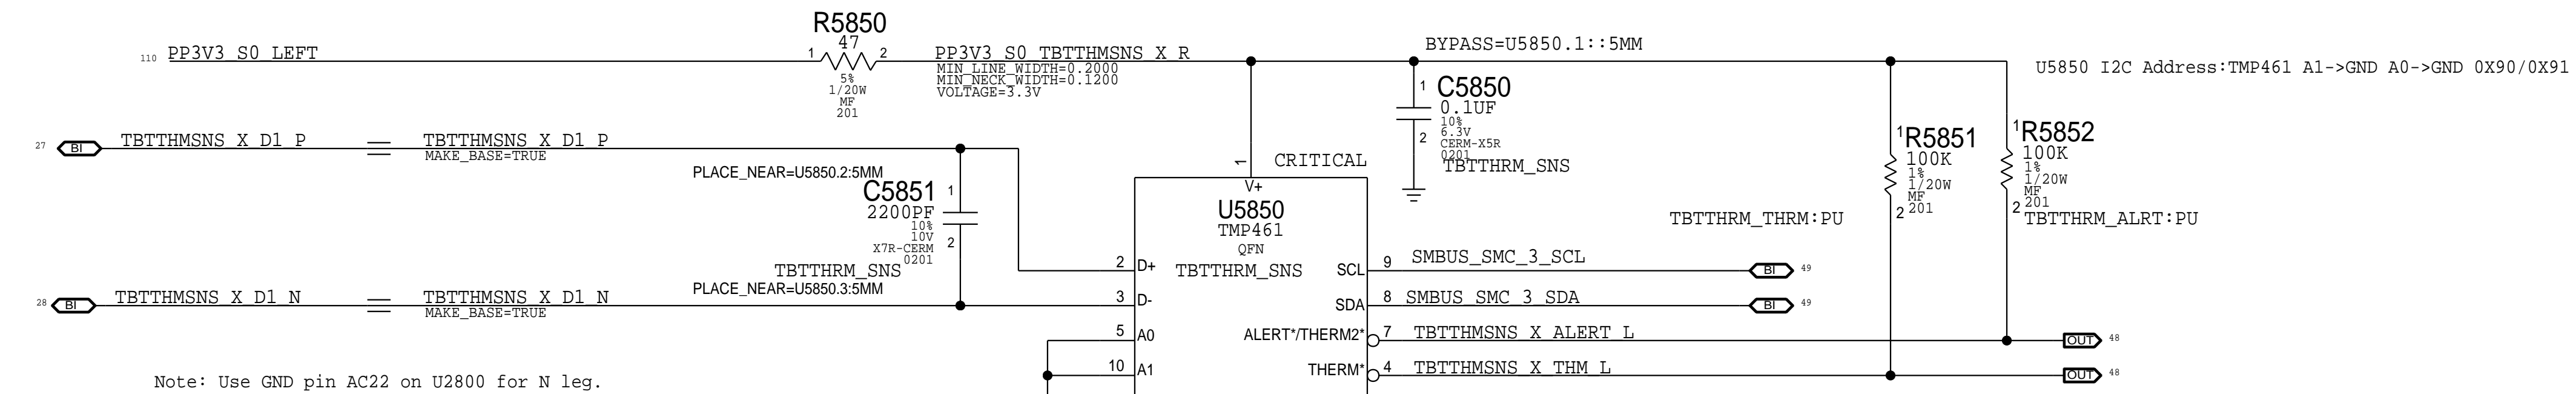 R5850
47
110 PP3V3_S0_LEFT
1 2
5%
1/20W
MF
201
PP3V3_S0_TBTTHMSNS_X_R
MIN_LINE_WIDTH=0.2000
MIN_NECK_WIDTH=0.1200
VOLTAGE=3.3V
BYPASS=U5850.1::5MM
U5850 I2C Address:TMP461 A1->GND A0->GND 0X90/0X91
1
C5850
0.1UF
10%
6.3V
2
CERM-X5R
0201
TBTTHRM_SNS
1
R5851
100K
1%
1/20W
MF
2 201
TBTTHRM_THRM:PU
1
R5852
100K
1%
1/20W
MF
2 201
TBTTHRM_ALRT:PU
27 BI TBTTHMSNS_X_D1_P
TBTTHMSNS_X_D1_P
MAKE_BASE=TRUE
PLACE_NEAR=U5850.2:5MM
C5851
1
2200PF
10%
10V
2
X7R-CERM
0201
TBTTHRM_SNS
PLACE_NEAR=U5850.3:5MM
28 BI TBTTHMSNS_X_D1_N
TBTTHMSNS_X_D1_N
MAKE_BASE=TRUE
1
CRITICAL
V+
U5850
TMP461
QFN
TBTTHRM_SNS
2 D+
3 D-
5 A0
10 A1
SCL 9 SMBUS_SMC_3_SCL BI 49
SDA 8 SMBUS_SMC_3_SDA BI 49
ALERT*/THERM2* 7 TBTTHMSNS_X_ALERT_L OUT 48
THERM* 4 TBTTHMSNS_X_THM_L OUT 48
Note: Use GND pin AC22 on U2800 for N leg.